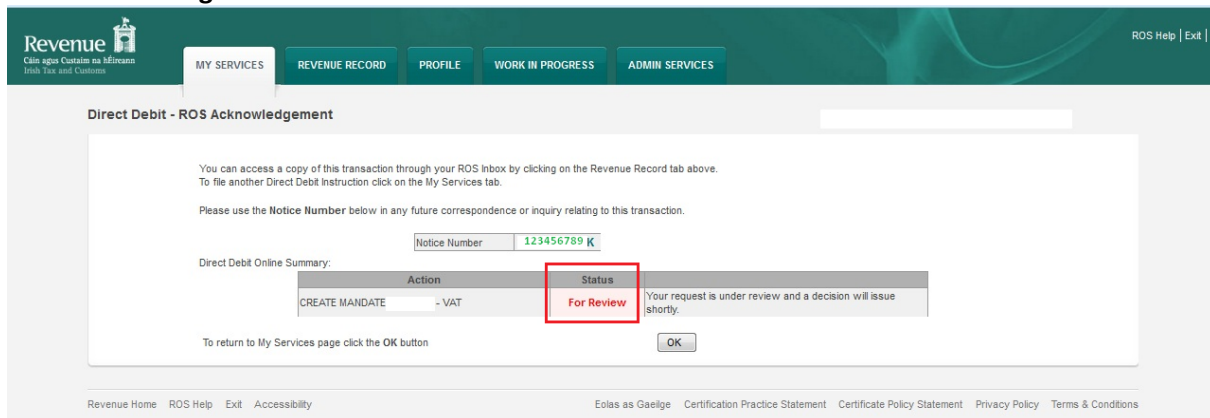 Revenue
Cáin agus Custaim na hÉireann
Irish Tax and Customs
MY SERVICES
REVENUE RECORD
PROFILE
WORK IN PROGRESS
ADMIN SERVICES
ROS Help | Exit |
Direct Debit - ROS Acknowledgement
You can access a copy of this transaction through your ROS Inbox by clicking on the Revenue Record tab above.
To file another Direct Debit Instruction click on the My Services tab.
Please use the Notice Number below in any future correspondence or inquiry relating to this transaction.
Notice Number 123456789 K
Direct Debit Online Summary:
Action Status
CREATE MANDATE - VAT For Review Your request is under review and a decision will issue
shortly.
To return to My Services page click the OK button OK
Revenue Home ROS Help Exit Accessibility Eolas as Gaeilge Certification Practice Statement Certificate Policy Statement Privacy Policy Terms & Conditions